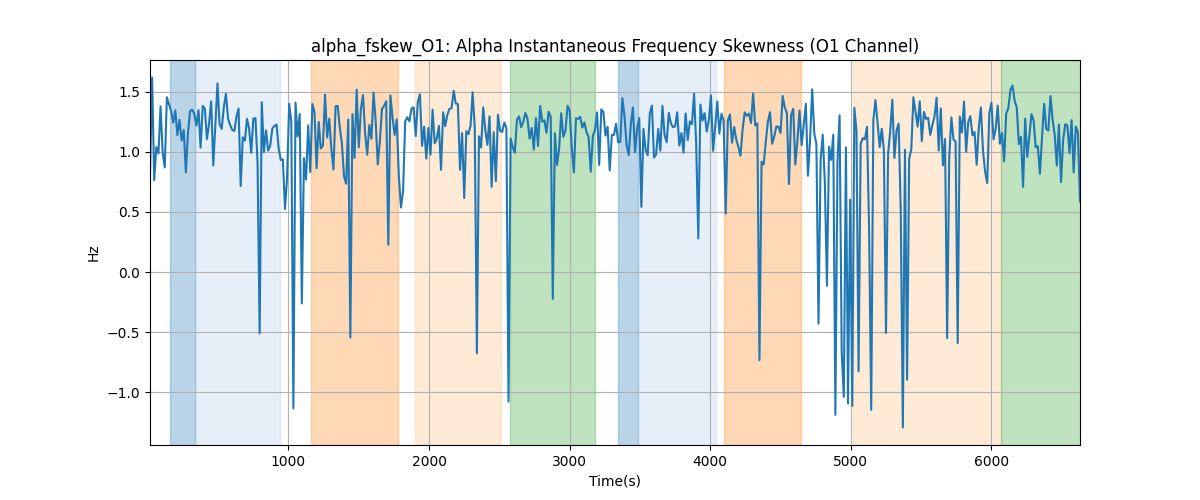 alpha_fskew_O1: Alpha Instantaneous Frequency Skewness (O1 Channel)
1.5
1.0
0.5
0.0
−0.5
−1.0
Hz
1000 2000 3000 4000 5000 6000
Time(s)